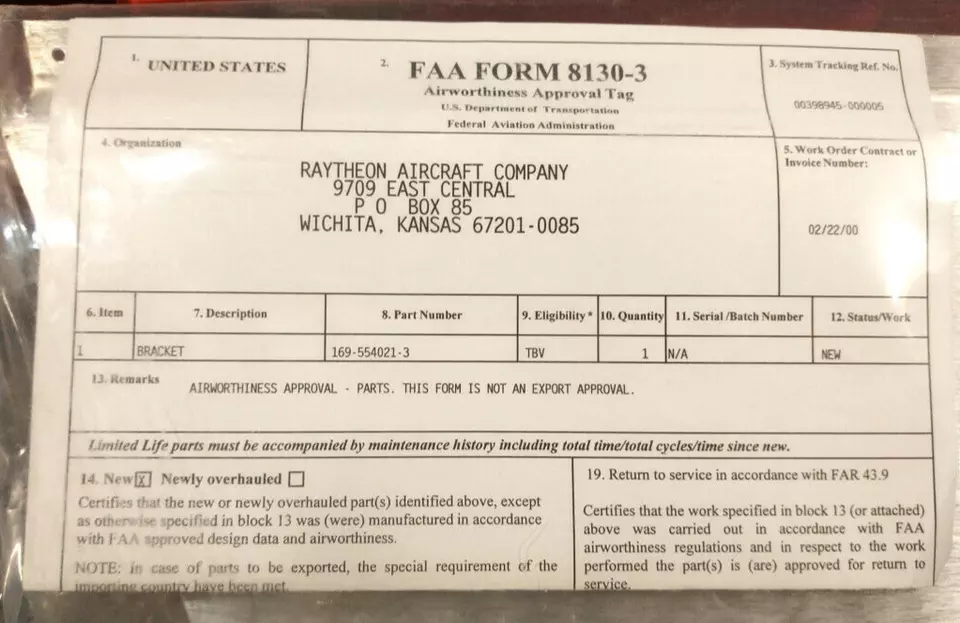 1. UNITED STATES
2. FAA FORM 8130-3
Airworthiness Approval Tag
U.S. Department of Transportation
Federal Aviation Administration
3. System Tracking Ref. No.
00398945-000005
4. Organization
RAYTHEON AIRCRAFT COMPANY
9709 EAST CENTRAL
P O BOX 85
WICHITA, KANSAS 67201-0085
5. Work Order Contract or
Invoice Number:
02/22/00
6. Item 7. Description 8. Part Number 9. Eligibility* 10. Quantity 11. Serial /Batch Number 12. Status/Work
1 BRACKET 169-554021-3 TBV 1 N/A NEW
13. Remarks
AIRWORTHINESS APPROVAL - PARTS. THIS FORM IS NOT AN EXPORT APPROVAL.
Limited Life parts must be accompanied by maintenance history including total time/total cycles/time since new.
14. New [X] Newly overhauled [ ]
Certifies that the new or newly overhauled part(s) identified above, except
as otherwise specified in block 13 was (were) manufactured in accordance
with FAA approved design data and airworthiness.
NOTE: in case of parts to be exported, the special requirement of the
importing country have been met.
19. Return to service in accordance with FAR 43.9
Certifies that the work specified in block 13 (or attached)
above was carried out in accordance with FAA
airworthiness regulations and in respect to the work
performed the part(s) is (are) approved for return to
service.